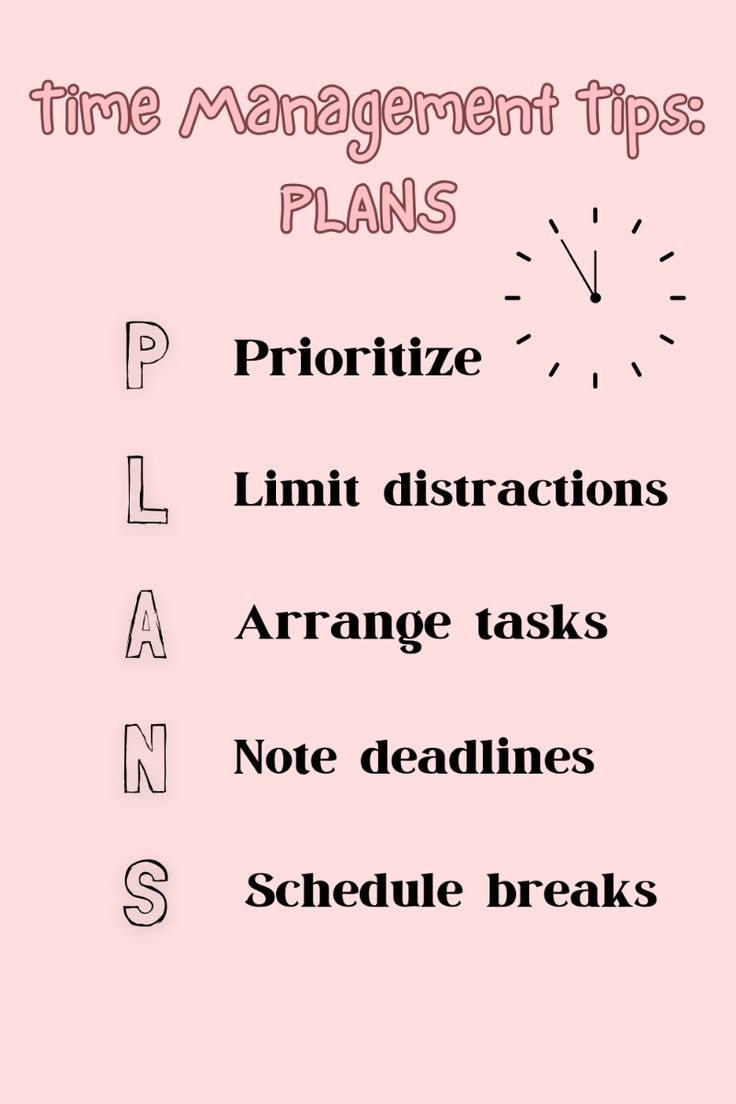 Time Management Tips:
PLANS
P Prioritize
L Limit distractions
A Arrange tasks
N Note deadlines
S Schedule breaks